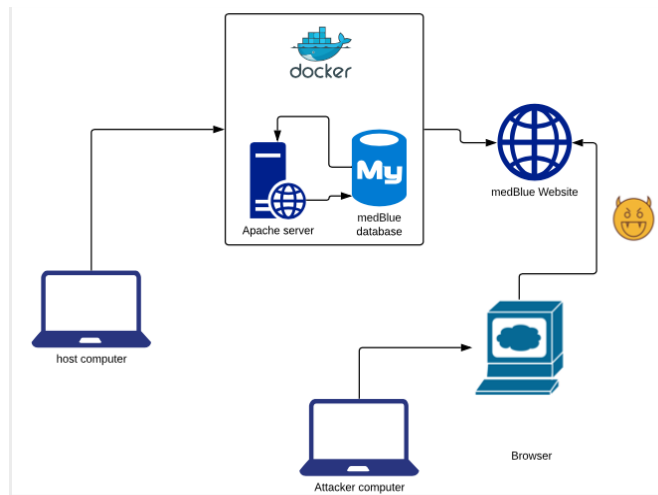 docker
My
Apache server
medBlue
database
medBlue Website
host computer
Browser
Attacker computer